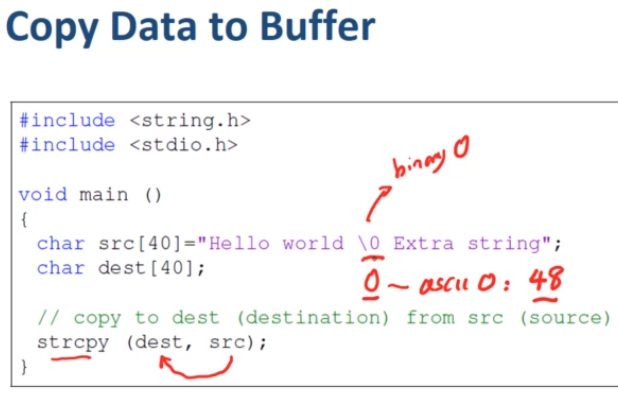 Copy Data to Buffer
#include <string.h>
#include <stdio.h>
binary 0
void main ()
{
char src[40]="Hello world \0 Extra string";
char dest[40];
0 ~ ascii 0 : 48
// copy to dest (destination) from src (source)
strcpy (dest, src);
}